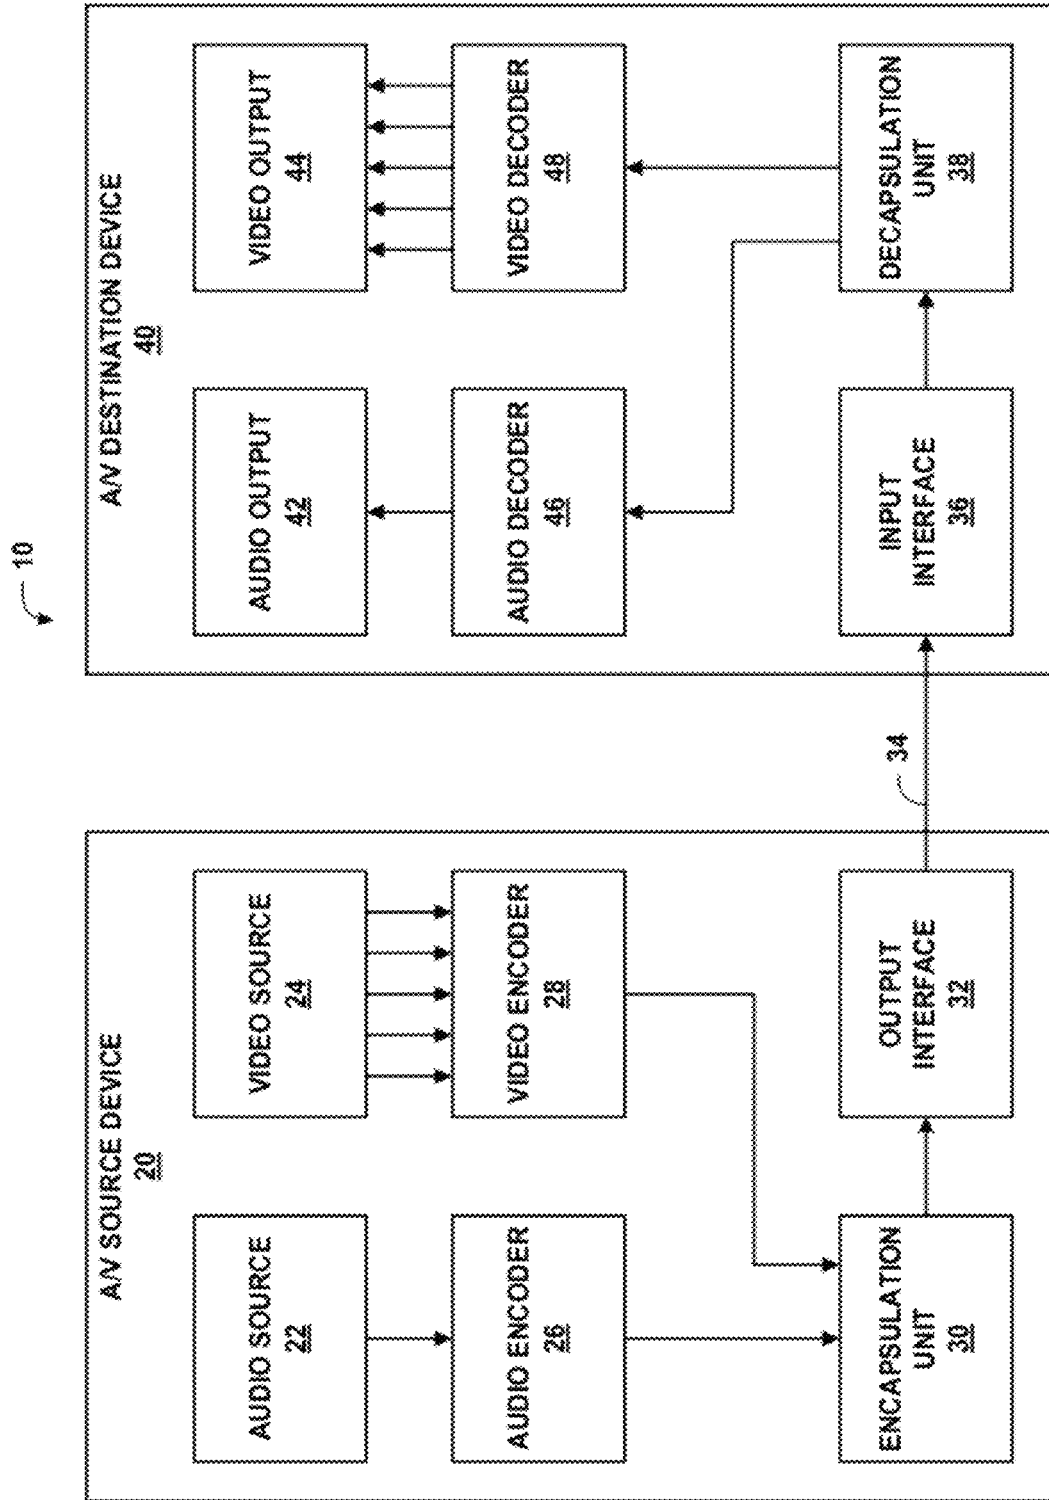 10
A/V SOURCE DEVICE
20
AUDIO SOURCE
22
VIDEO SOURCE
24
AUDIO ENCODER
26
VIDEO ENCODER
28
ENCAPSULATION
UNIT
30
OUTPUT
INTERFACE
32
34
A/V DESTINATION DEVICE
40
AUDIO OUTPUT
42
VIDEO OUTPUT
44
AUDIO DECODER
46
VIDEO DECODER
48
INPUT
INTERFACE
36
DECAPSULATION
UNIT
38